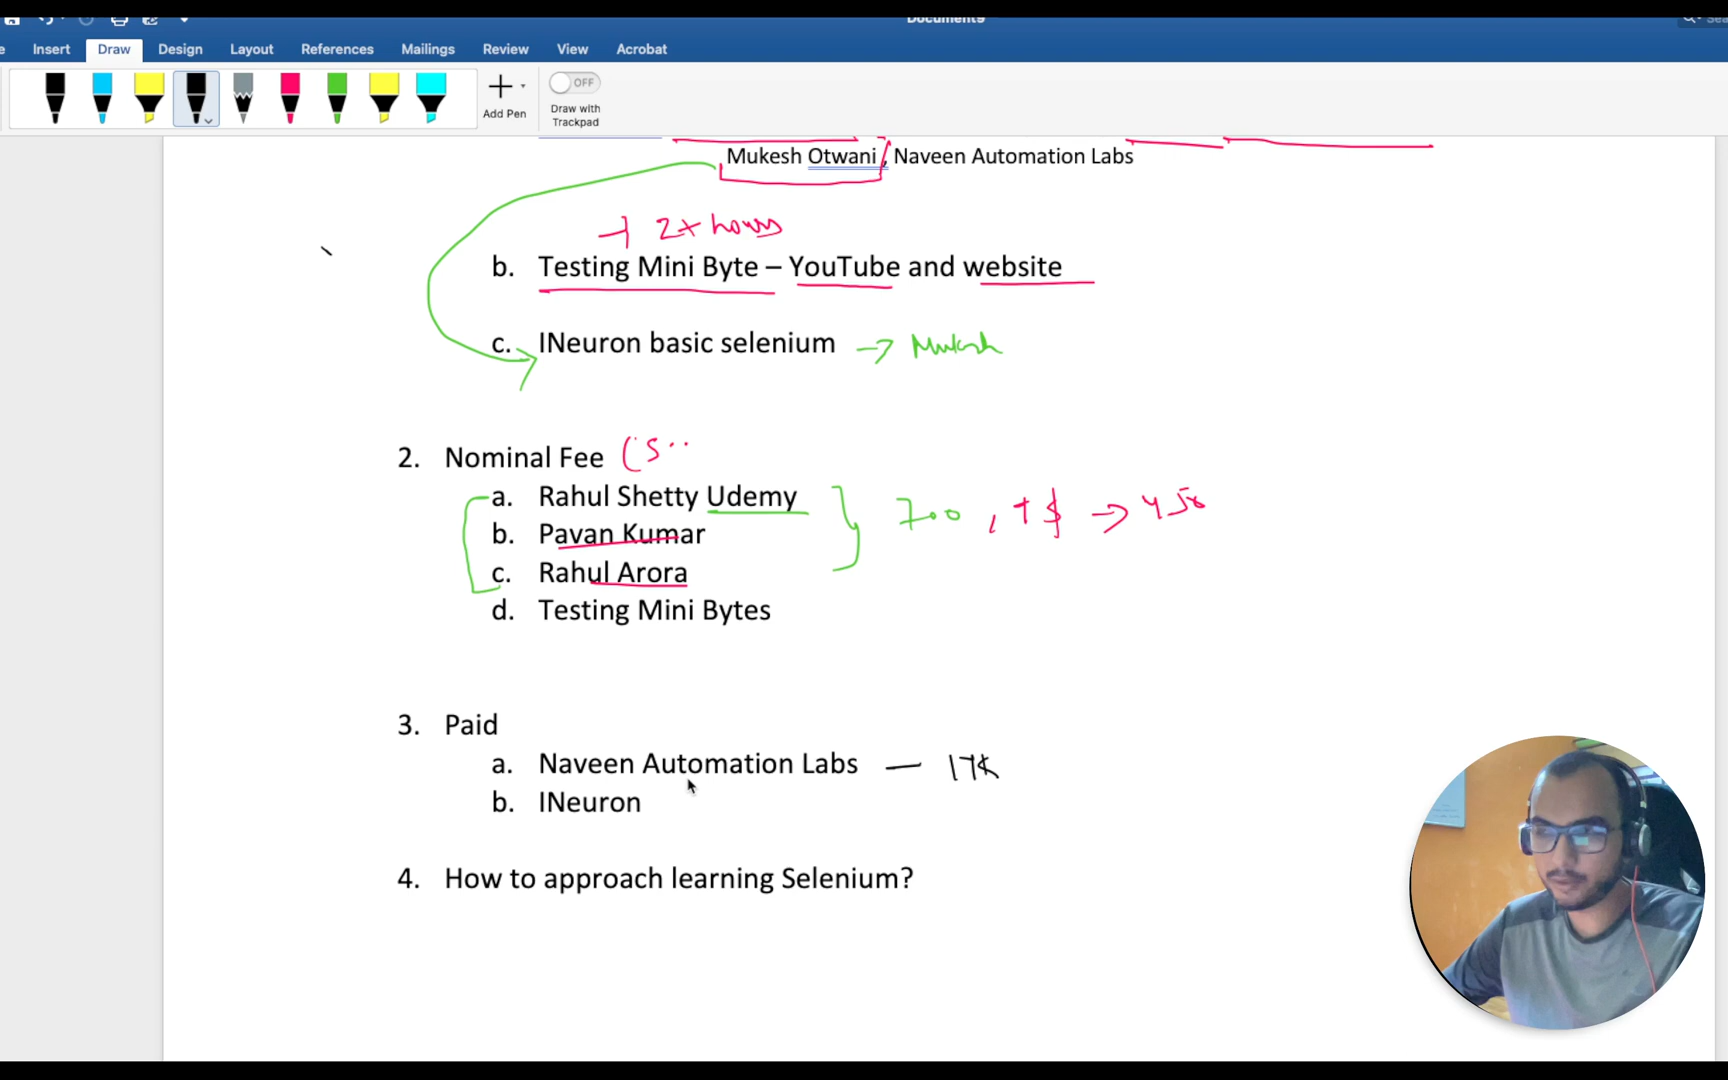 Insert Draw Design Layout References Mailings Review View Acrobat
Add Pen
OFF
Draw with
Trackpad
Mukesh Otwani, Naveen Automation Labs
2+ hours
b. Testing Mini Byte – YouTube and website
c. INeuron basic selenium → Mukesh
2. Nominal Fee
a. Rahul Shetty Udemy
700, + $ →
b. Pavan Kumar
c. Rahul Arora
d. Testing Mini Bytes
3. Paid
a. Naveen Automation Labs — 17K
b. INeuron
4. How to approach learning Selenium?